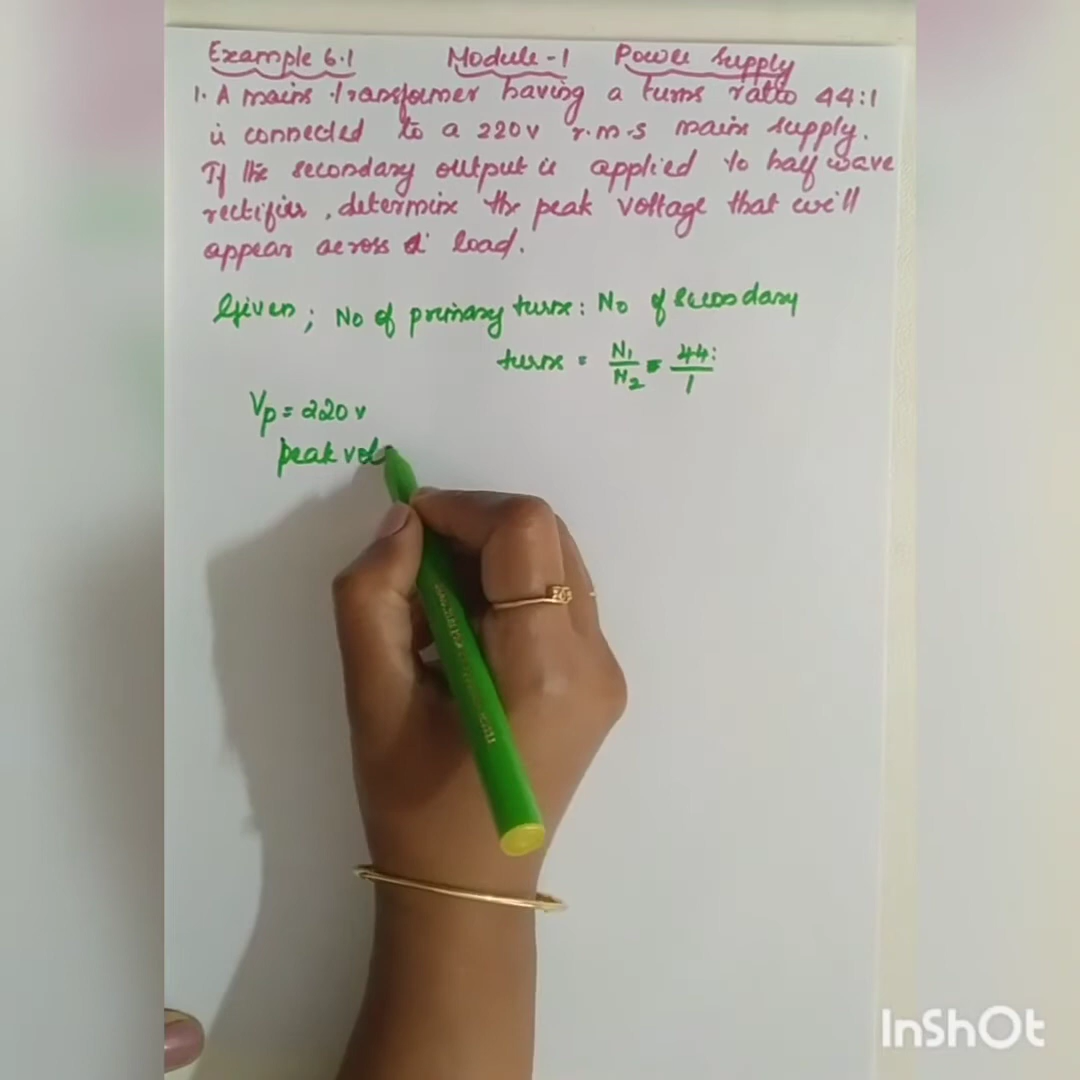 Example 6.1 Module-1 Power supply
1. A mains transformer having a turns ratio 44:1
is connected to a 220v r.m.s mains supply.
If the secondary output is applied to half wave
rectifier, determine the peak voltage that will
appear across a load.
Given; No of primary turns: No of secondary
turns = N1/N2 = 44:/1
Vp = 220 v
peak vol
InShOt